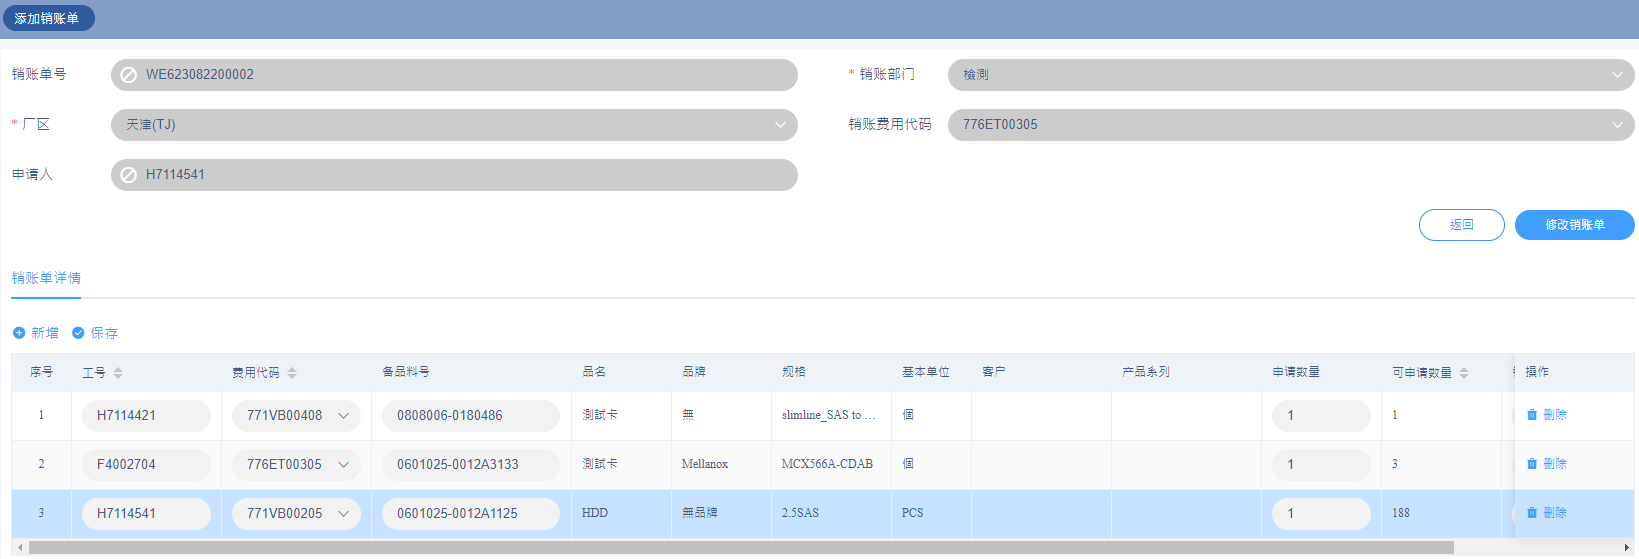 添加销账单
销账单号 WE623082200002 * 销账部门 檢測
* 厂区 天津(TJ) 销账费用代码 776ET00305
申请人 H7114541
返回 修改销账单
销账单详情
新增 保存
序号 工号 费用代码 备品料号 品名 品牌 规格 基本单位 客户 产品系列 申请数量 可申请数量 操作
1 H7114421 771VB00408 0808006-0180486 测試卡 無 slimline_SAS to ... 個 1 1 删除
2 F4002704 776ET00305 0601025-0012A3133 測試卡 Mellanox MCX566A-CDAB 個 1 3 删除
3 H7114541 771VB00205 0601025-0012A1125 HDD 無品牌 2.5SAS PCS 1 188 删除